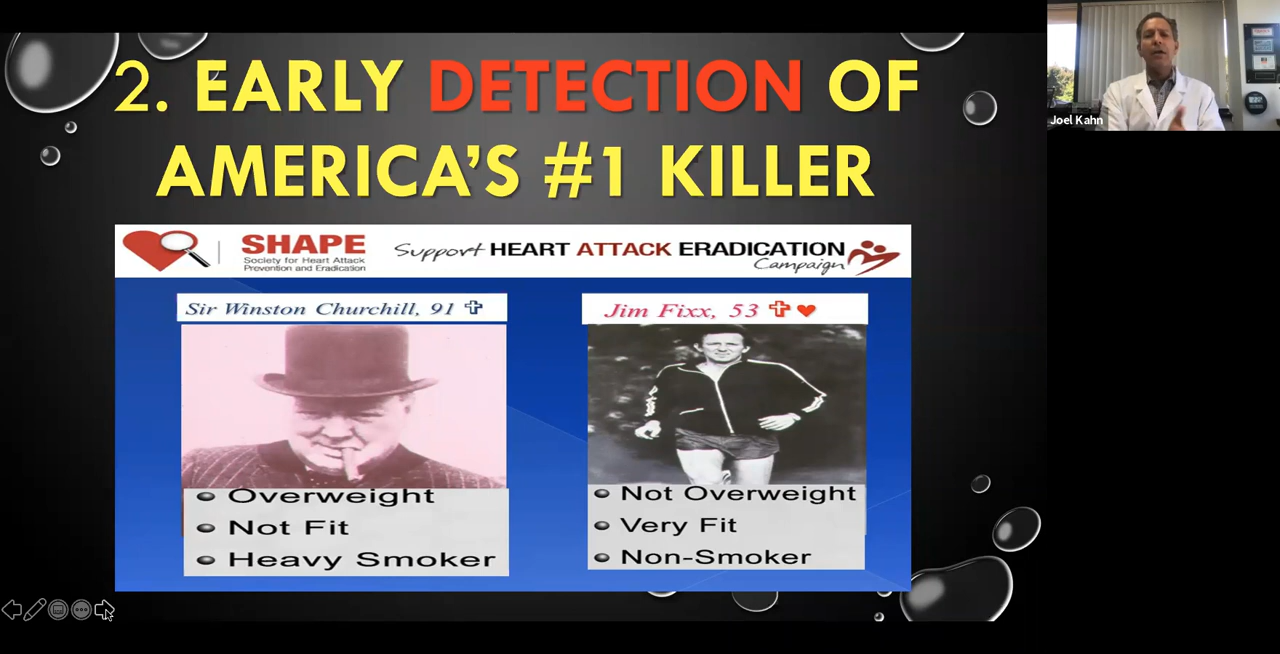 2. EARLY DETECTION OF
AMERICA'S #1 KILLER
SHAPE
Society for Heart Attack
Prevention and Eradication
Support HEART ATTACK ERADICATION
Campaign
Sir Winston Churchill, 91
Overweight
Not Fit
Heavy Smoker
Jim Fixx, 53
Not Overweight
Very Fit
Non-Smoker
Joel Kahn